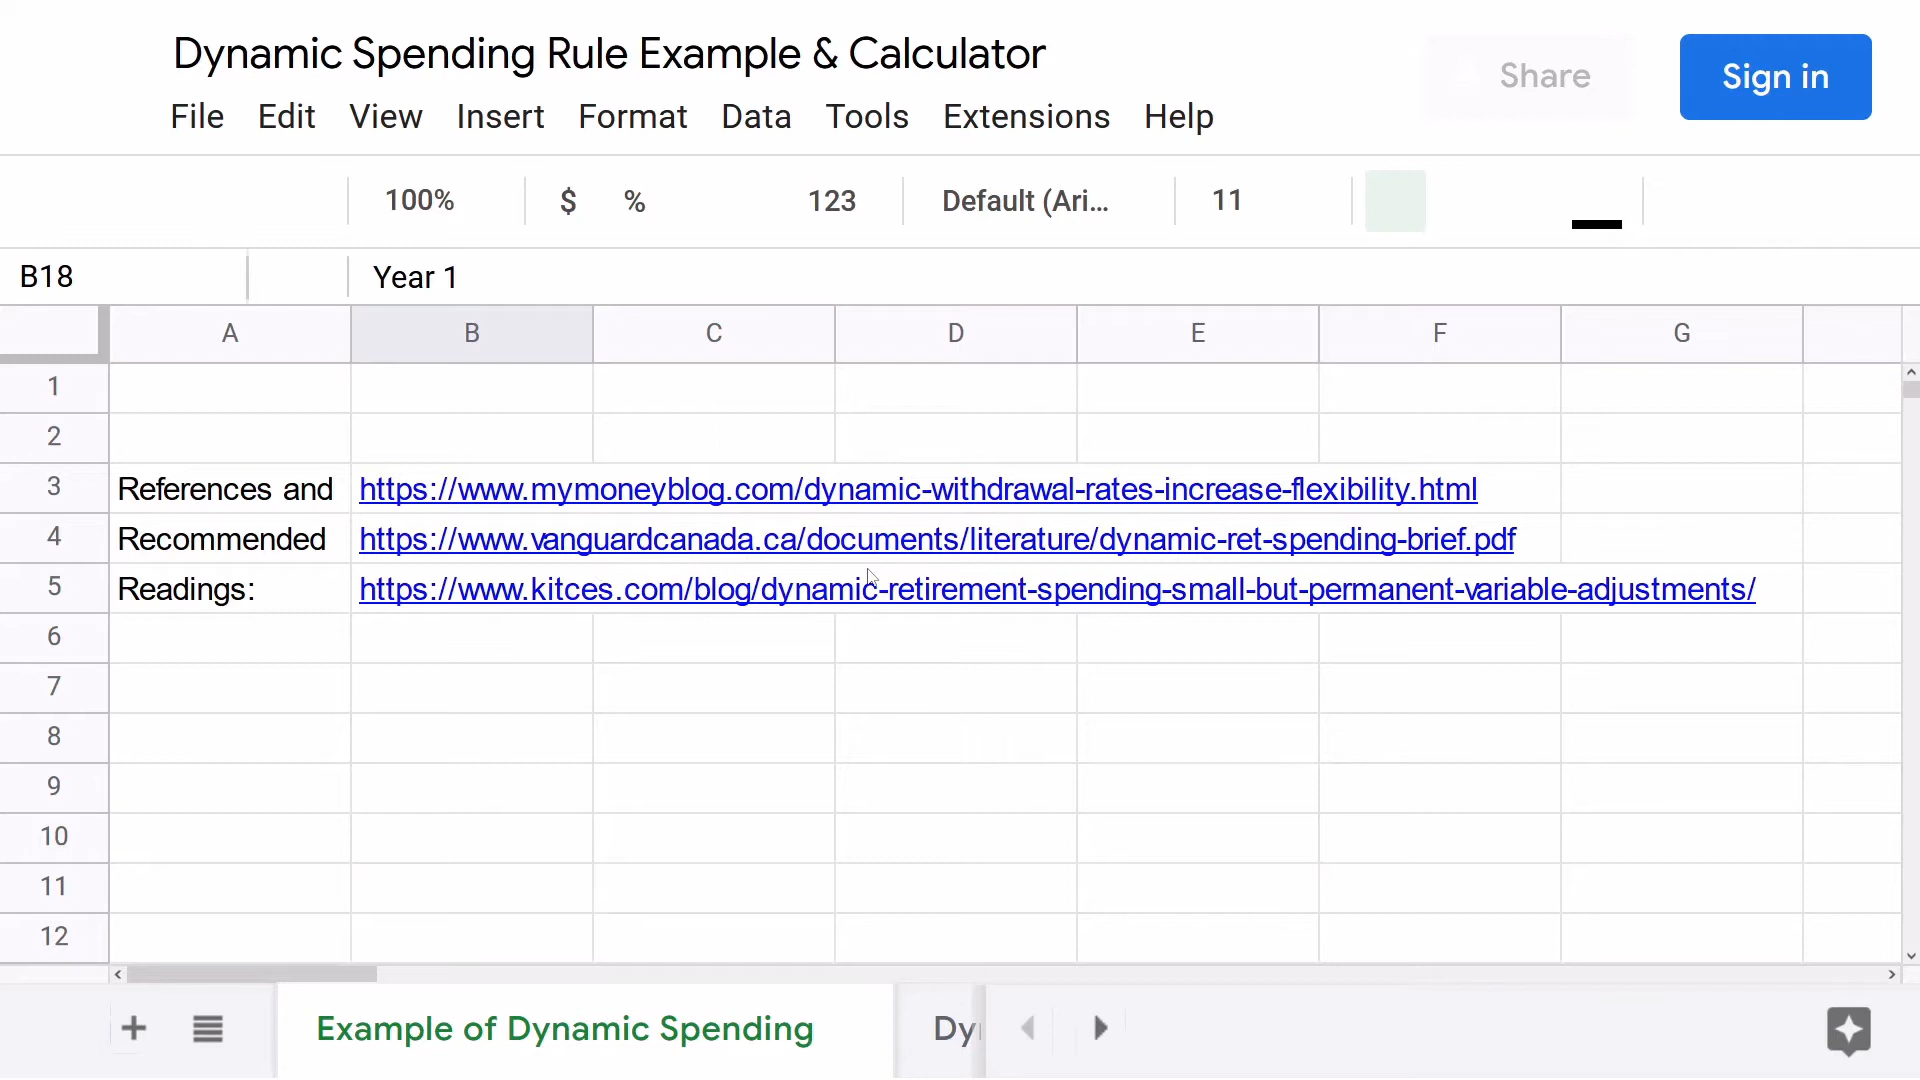 Dynamic Spending Rule Example & Calculator
Share
Sign in
File Edit View Insert Format Data Tools Extensions Help
100% $ % 123 Default (Ari... 11
B18 Year 1
A B C D E F G
1
2
3 References and https://www.mymoneyblog.com/dynamic-withdrawal-rates-increase-flexibility.html
4 Recommended https://www.vanguardcanada.ca/documents/literature/dynamic-ret-spending-brief.pdf
5 Readings: https://www.kitces.com/blog/dynamic-retirement-spending-small-but-permanent-variable-adjustments/
6
7
8
9
10
11
12
Example of Dynamic Spending Dy